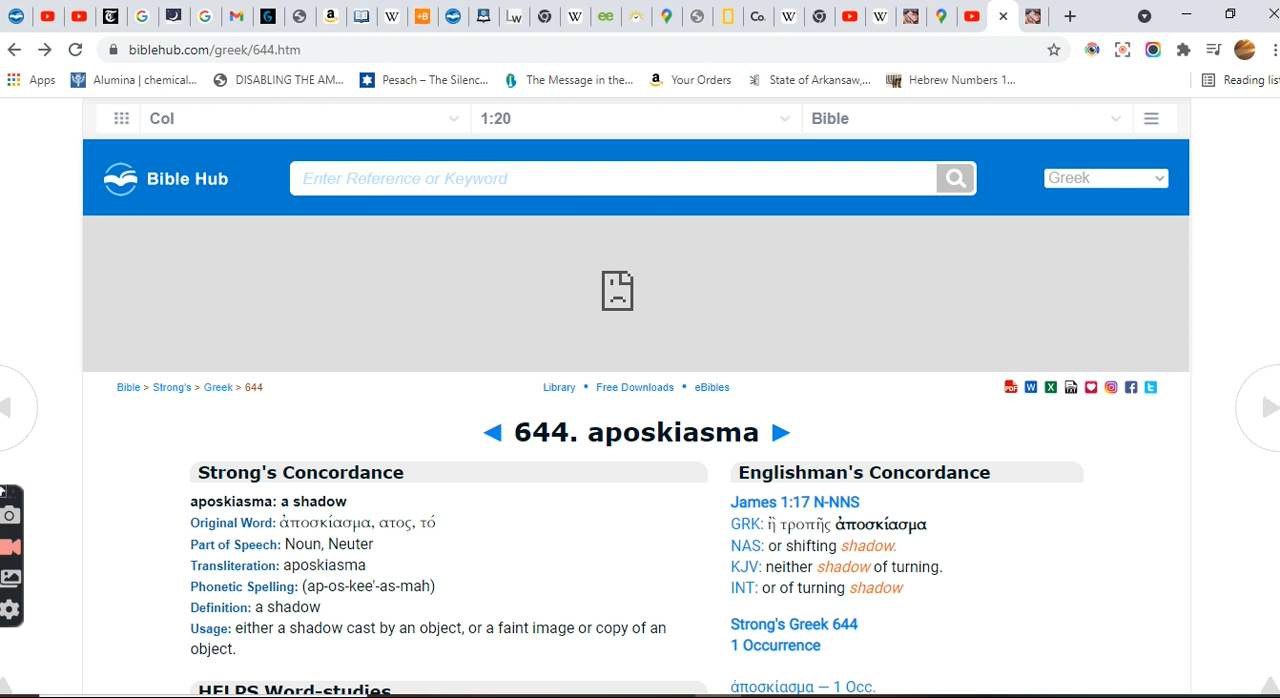 biblehub.com/greek/644.htm
Apps Alumina | chemical... DISABLING THE AM... Pesach – The Silenc... The Message in the... Your Orders State of Arkansaw,... Hebrew Numbers 1... Reading list
Col 1:20 Bible
Bible Hub Enter Reference or Keyword Greek
Bible > Strong's > Greek > 644 Library • Free Downloads • eBibles
◄ 644. aposkiasma ►
Strong's Concordance
aposkiasma: a shadow
Original Word: ἀποσκίασμα, ατος, τό
Part of Speech: Noun, Neuter
Transliteration: aposkiasma
Phonetic Spelling: (ap-os-kee'-as-mah)
Definition: a shadow
Usage: either a shadow cast by an object, or a faint image or copy of an
object.
HELPS Word-studies
Englishman's Concordance
James 1:17 N-NNS
GRK: ἢ τροπῆς ἀποσκίασμα
NAS: or shifting shadow.
KJV: neither shadow of turning.
INT: or of turning shadow
Strong's Greek 644
1 Occurrence
ἀποσκίασμα — 1 Occ.